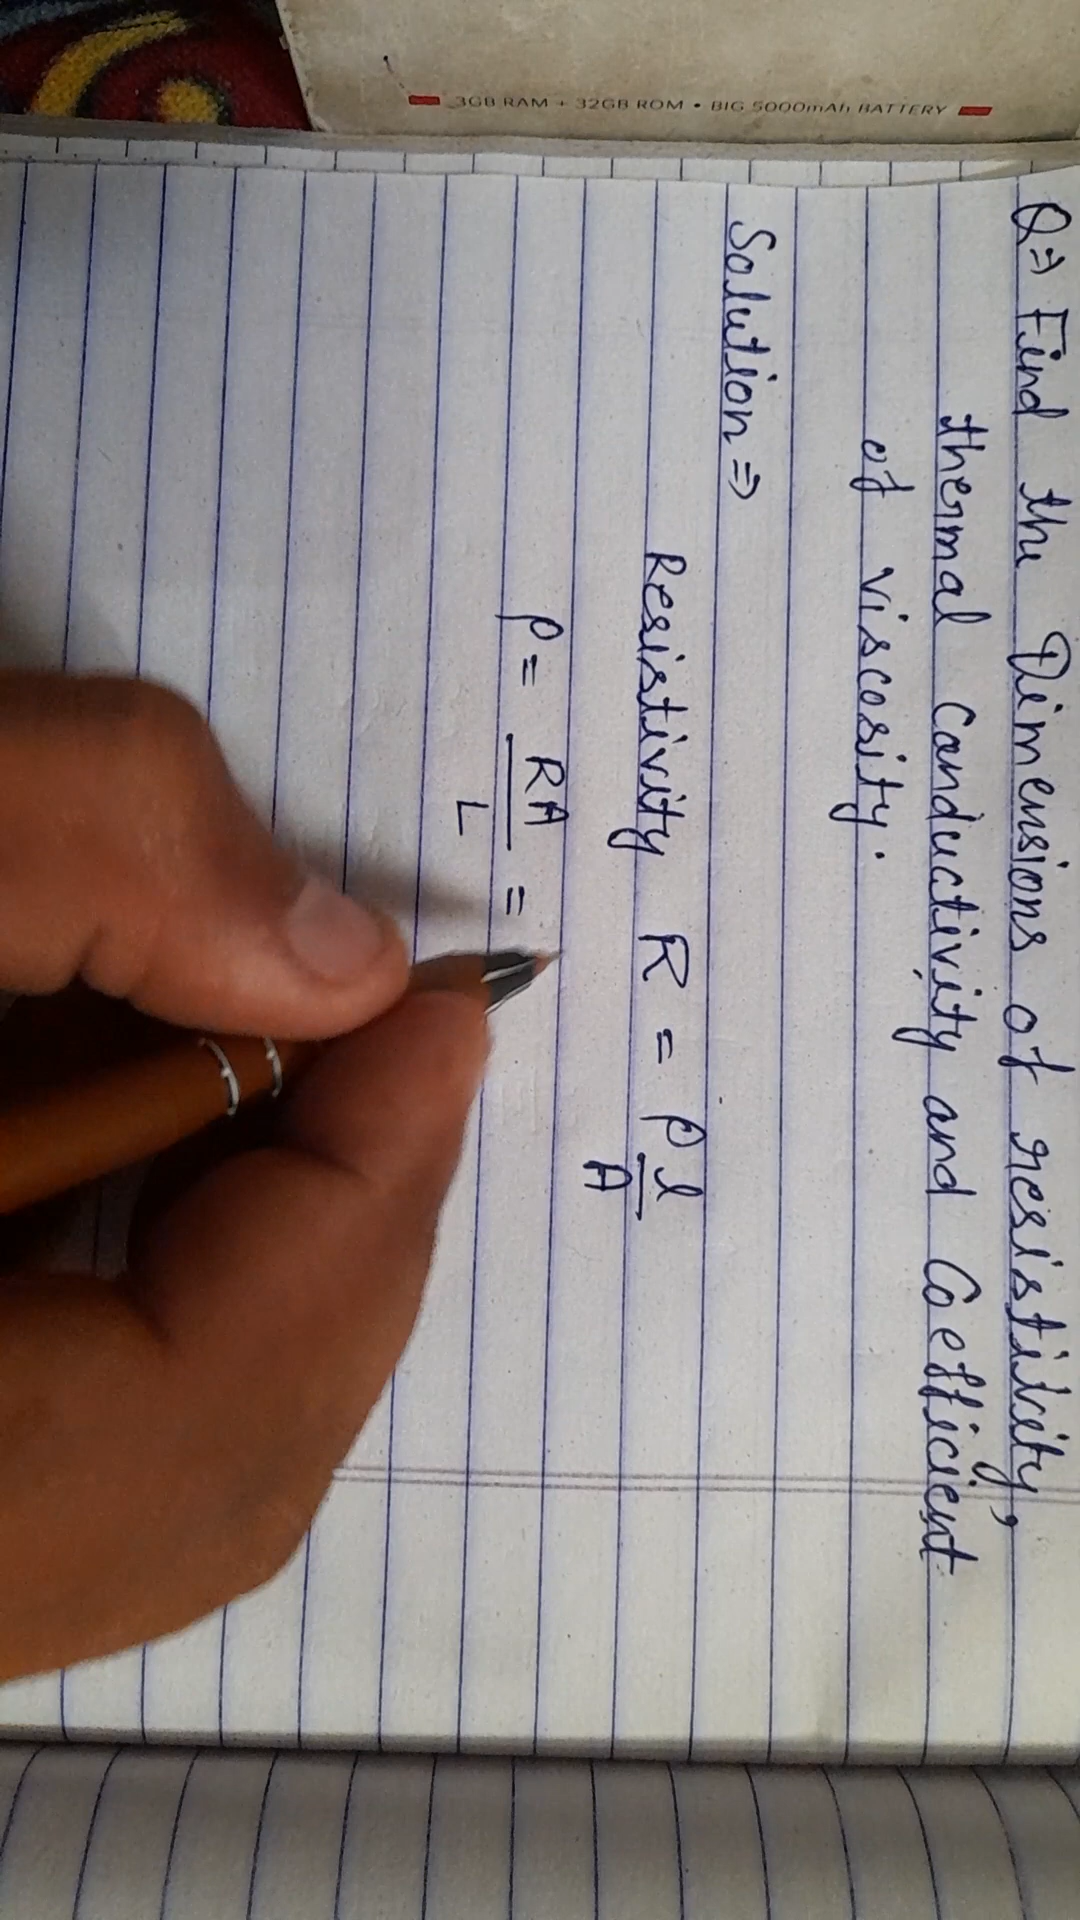 3GB RAM + 32GB ROM • BIG 5000mAh BATTERY
Q⇒ Find the Dimensions of resistivity,
thermal Conductivity and Coefficient
of viscosity.
Solution ⇒
Resistivity R = ρ l/A
ρ = RA/L =